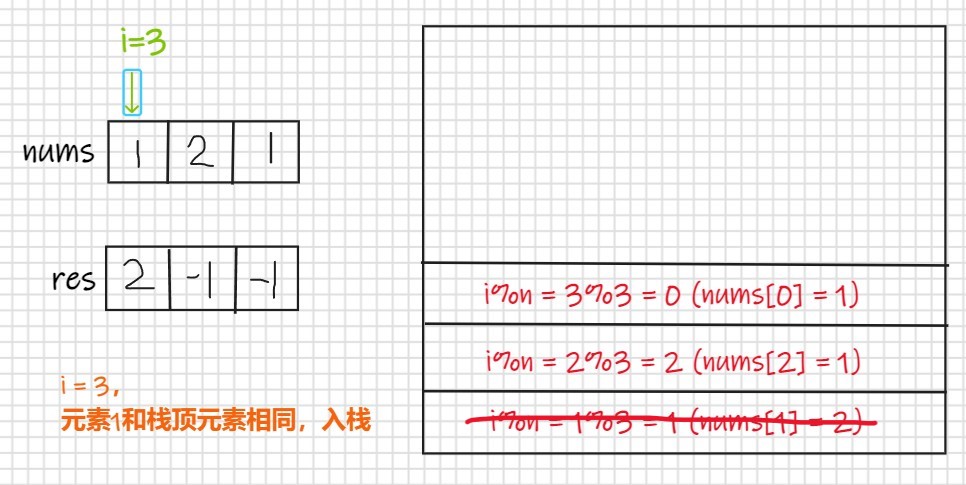 i=3
nums 1 2 1
res 2 -1 -1
i%n = 3%3 = 0 (nums[0] = 1)
i%n = 2%3 = 2 (nums[2] = 1)
i%n = 1%3 = 1 (nums[1] = 2)
i = 3，
元素1和栈顶元素相同，入栈